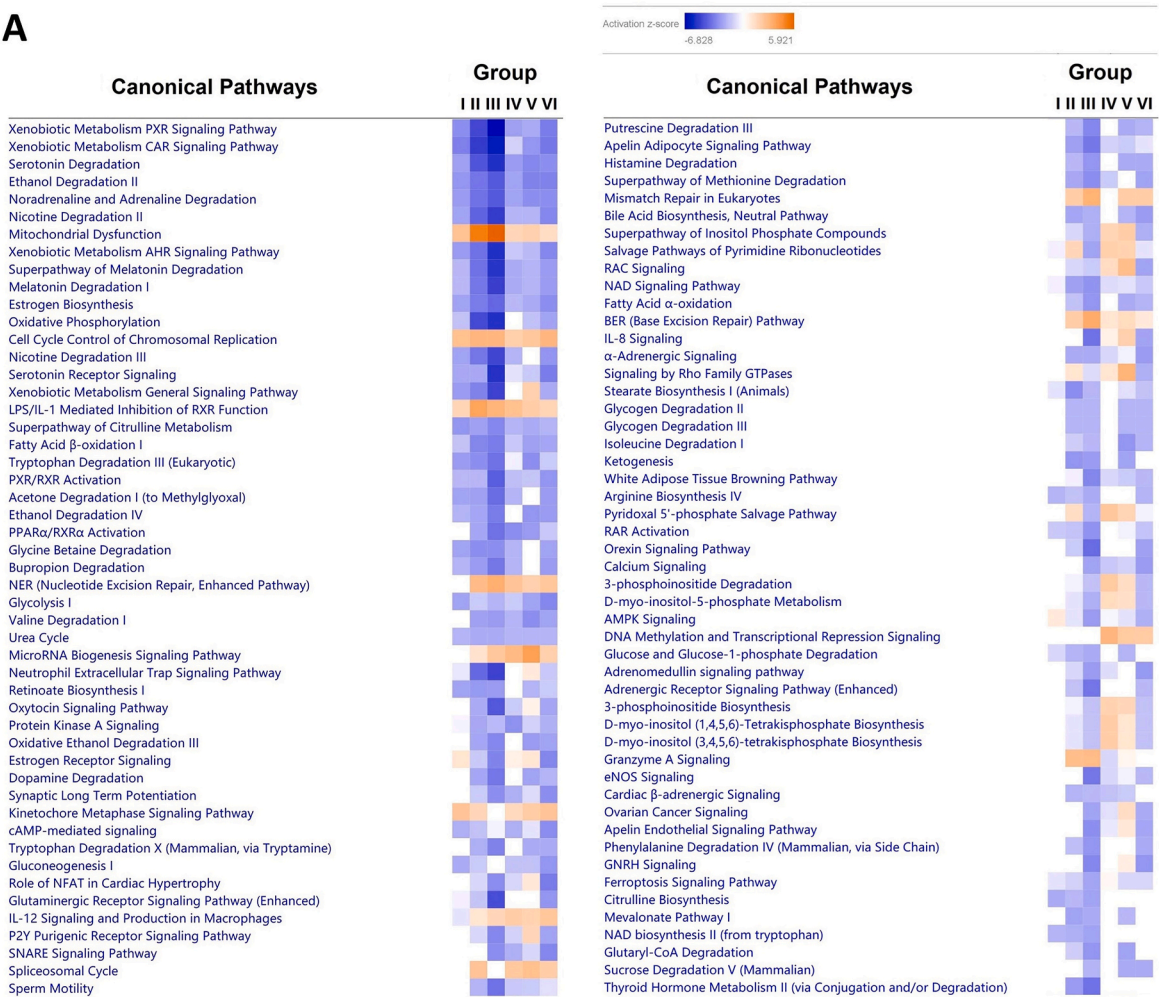 A
Activation z-score
-6.828 5.921
Canonical Pathways
Group
I II III IV V VI
Xenobiotic Metabolism PXR Signaling Pathway
Xenobiotic Metabolism CAR Signaling Pathway
Serotonin Degradation
Ethanol Degradation II
Noradrenaline and Adrenaline Degradation
Nicotine Degradation II
Mitochondrial Dysfunction
Xenobiotic Metabolism AHR Signaling Pathway
Superpathway of Melatonin Degradation
Melatonin Degradation I
Estrogen Biosynthesis
Oxidative Phosphorylation
Cell Cycle Control of Chromosomal Replication
Nicotine Degradation III
Serotonin Receptor Signaling
Xenobiotic Metabolism General Signaling Pathway
LPS/IL-1 Mediated Inhibition of RXR Function
Superpathway of Citrulline Metabolism
Fatty Acid β-oxidation I
Tryptophan Degradation III (Eukaryotic)
PXR/RXR Activation
Acetone Degradation I (to Methylglyoxal)
Ethanol Degradation IV
PPARα/RXRα Activation
Glycine Betaine Degradation
Bupropion Degradation
NER (Nucleotide Excision Repair, Enhanced Pathway)
Glycolysis I
Valine Degradation I
Urea Cycle
MicroRNA Biogenesis Signaling Pathway
Neutrophil Extracellular Trap Signaling Pathway
Retinoate Biosynthesis I
Oxytocin Signaling Pathway
Protein Kinase A Signaling
Oxidative Ethanol Degradation III
Estrogen Receptor Signaling
Dopamine Degradation
Synaptic Long Term Potentiation
Kinetochore Metaphase Signaling Pathway
cAMP-mediated signaling
Tryptophan Degradation X (Mammalian, via Tryptamine)
Gluconeogenesis I
Role of NFAT in Cardiac Hypertrophy
Glutaminergic Receptor Signaling Pathway (Enhanced)
IL-12 Signaling and Production in Macrophages
P2Y Purigenic Receptor Signaling Pathway
SNARE Signaling Pathway
Spliceosomal Cycle
Sperm Motility
Canonical Pathways
Group
I II III IV V VI
Putrescine Degradation III
Apelin Adipocyte Signaling Pathway
Histamine Degradation
Superpathway of Methionine Degradation
Mismatch Repair in Eukaryotes
Bile Acid Biosynthesis, Neutral Pathway
Superpathway of Inositol Phosphate Compounds
Salvage Pathways of Pyrimidine Ribonucleotides
RAC Signaling
NAD Signaling Pathway
Fatty Acid α-oxidation
BER (Base Excision Repair) Pathway
IL-8 Signaling
α-Adrenergic Signaling
Signaling by Rho Family GTPases
Stearate Biosynthesis I (Animals)
Glycogen Degradation II
Glycogen Degradation III
Isoleucine Degradation I
Ketogenesis
White Adipose Tissue Browning Pathway
Arginine Biosynthesis IV
Pyridoxal 5'-phosphate Salvage Pathway
RAR Activation
Orexin Signaling Pathway
Calcium Signaling
3-phosphoinositide Degradation
D-myo-inositol-5-phosphate Metabolism
AMPK Signaling
DNA Methylation and Transcriptional Repression Signaling
Glucose and Glucose-1-phosphate Degradation
Adrenomedullin signaling pathway
Adrenergic Receptor Signaling Pathway (Enhanced)
3-phosphoinositide Biosynthesis
D-myo-inositol (1,4,5,6)-Tetrakisphosphate Biosynthesis
D-myo-inositol (3,4,5,6)-tetrakisphosphate Biosynthesis
Granzyme A Signaling
eNOS Signaling
Cardiac β-adrenergic Signaling
Ovarian Cancer Signaling
Apelin Endothelial Signaling Pathway
Phenylalanine Degradation IV (Mammalian, via Side Chain)
GNRH Signaling
Ferroptosis Signaling Pathway
Citrulline Biosynthesis
Mevalonate Pathway I
NAD biosynthesis II (from tryptophan)
Glutaryl-CoA Degradation
Sucrose Degradation V (Mammalian)
Thyroid Hormone Metabolism II (via Conjugation and/or Degradation)